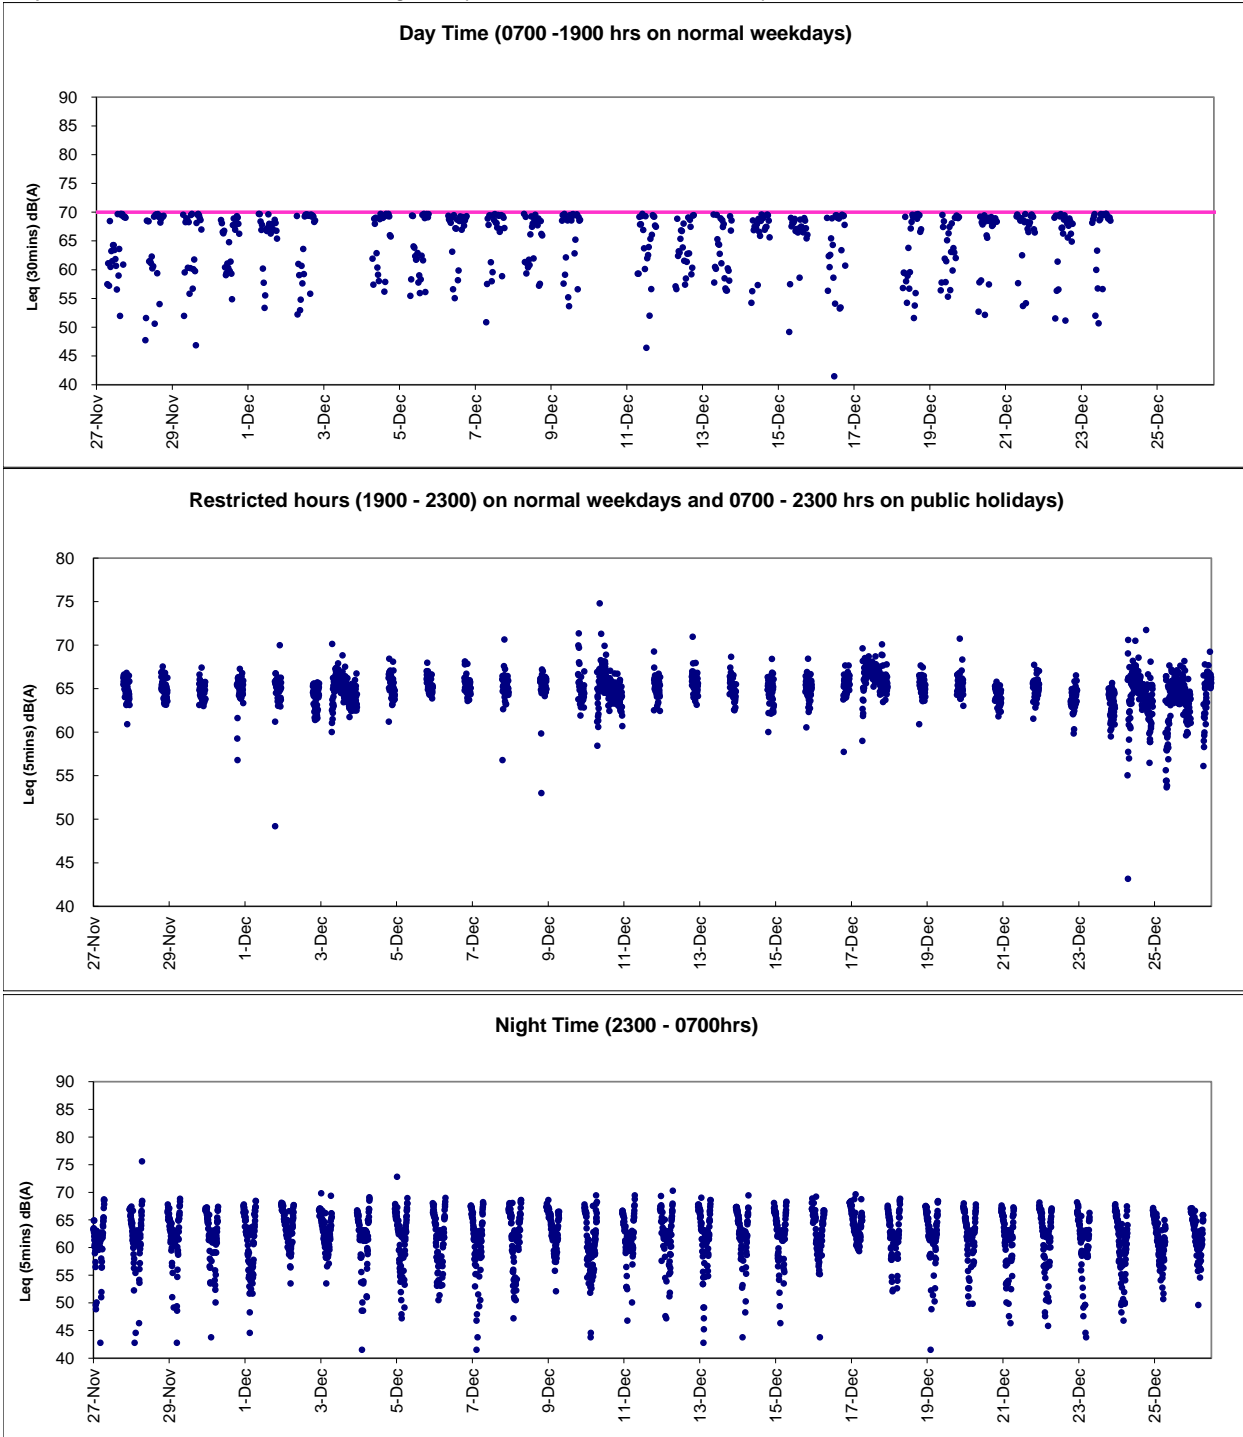 Day Time (0700 -1900 hrs on normal weekdays)
Leq (30mins) dB(A)
90
85
80
75
70
65
60
55
50
45
40
27-Nov
29-Nov
1-Dec
3-Dec
5-Dec
7-Dec
9-Dec
11-Dec
13-Dec
15-Dec
17-Dec
19-Dec
21-Dec
23-Dec
25-Dec
Restricted hours (1900 - 2300) on normal weekdays and 0700 - 2300 hrs on public holidays)
Leq (5mins) dB(A)
80
75
70
65
60
55
50
45
40
27-Nov
29-Nov
1-Dec
3-Dec
5-Dec
7-Dec
9-Dec
11-Dec
13-Dec
15-Dec
17-Dec
19-Dec
21-Dec
23-Dec
25-Dec
Night Time (2300 - 0700hrs)
Leq (5mins) dB(A)
90
85
80
75
70
65
60
55
50
45
40
27-Nov
29-Nov
1-Dec
3-Dec
5-Dec
7-Dec
9-Dec
11-Dec
13-Dec
15-Dec
17-Dec
19-Dec
21-Dec
23-Dec
25-Dec